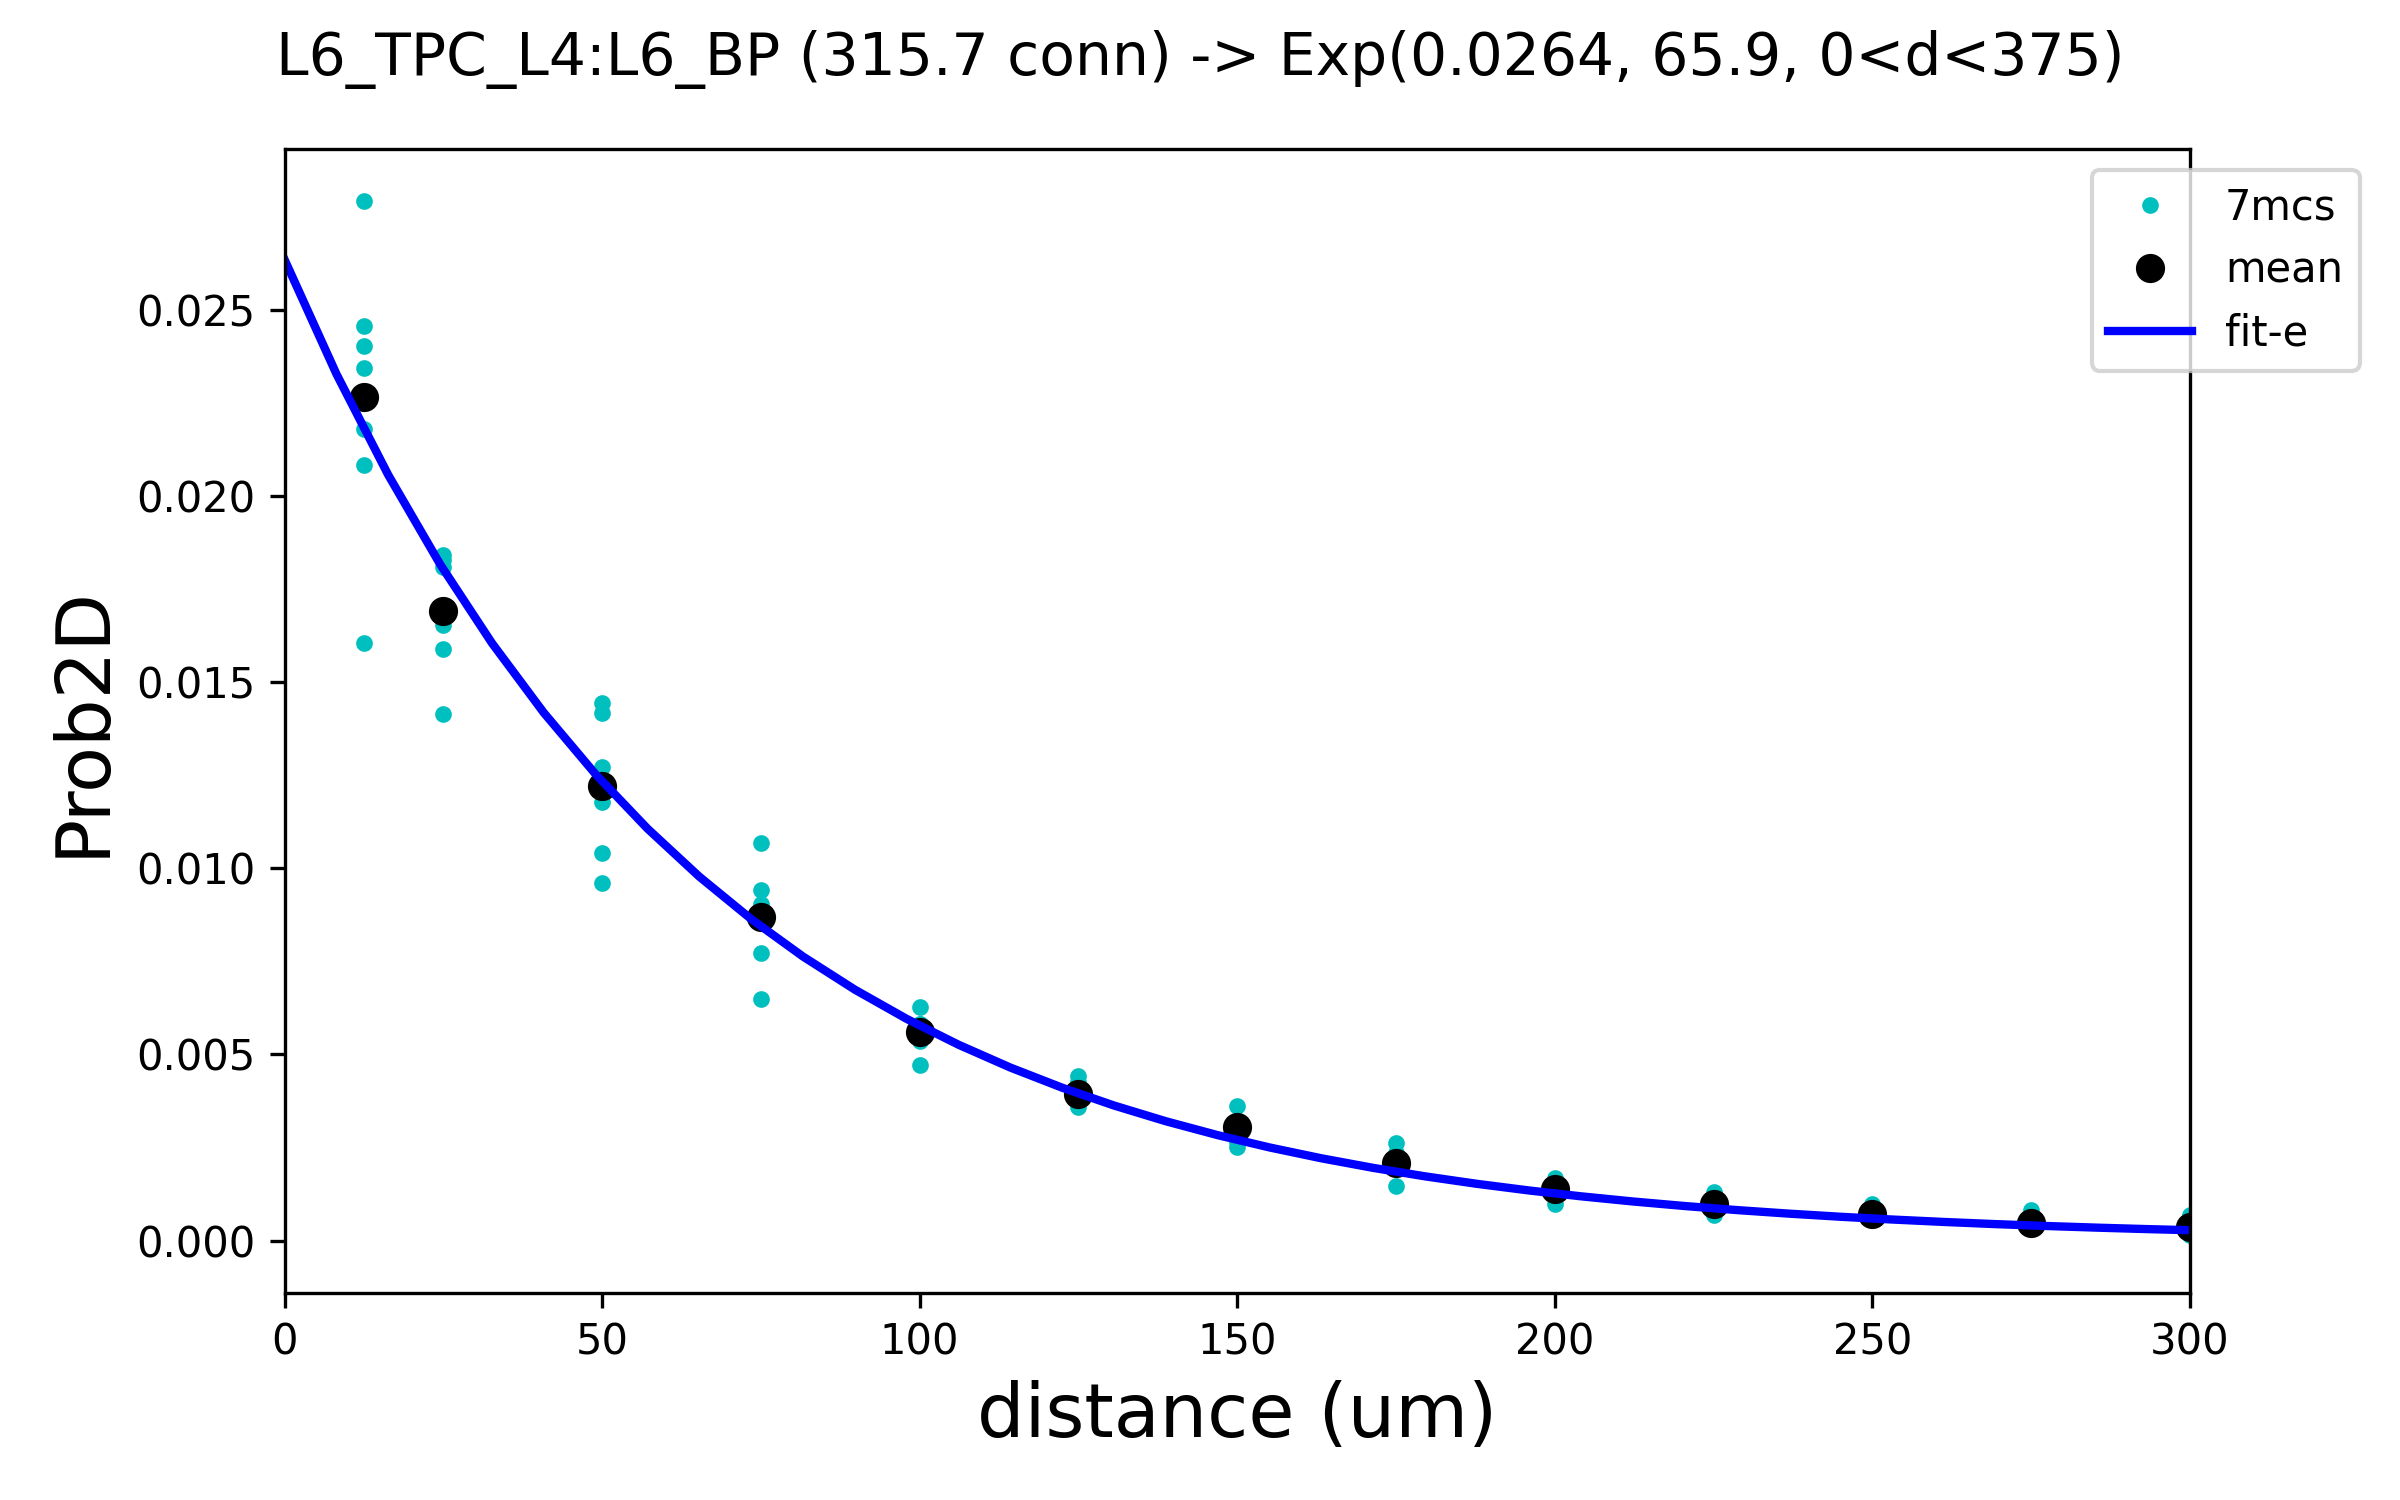 L6_TPC_L4:L6_BP (315.7 conn) -> Exp(0.0264, 65.9, 0<d<375)
7mcs
mean
fit-e
Prob2D
0.025
0.020
0.015
0.010
0.005
0.000
0 50 100 150 200 250 300
distance (um)